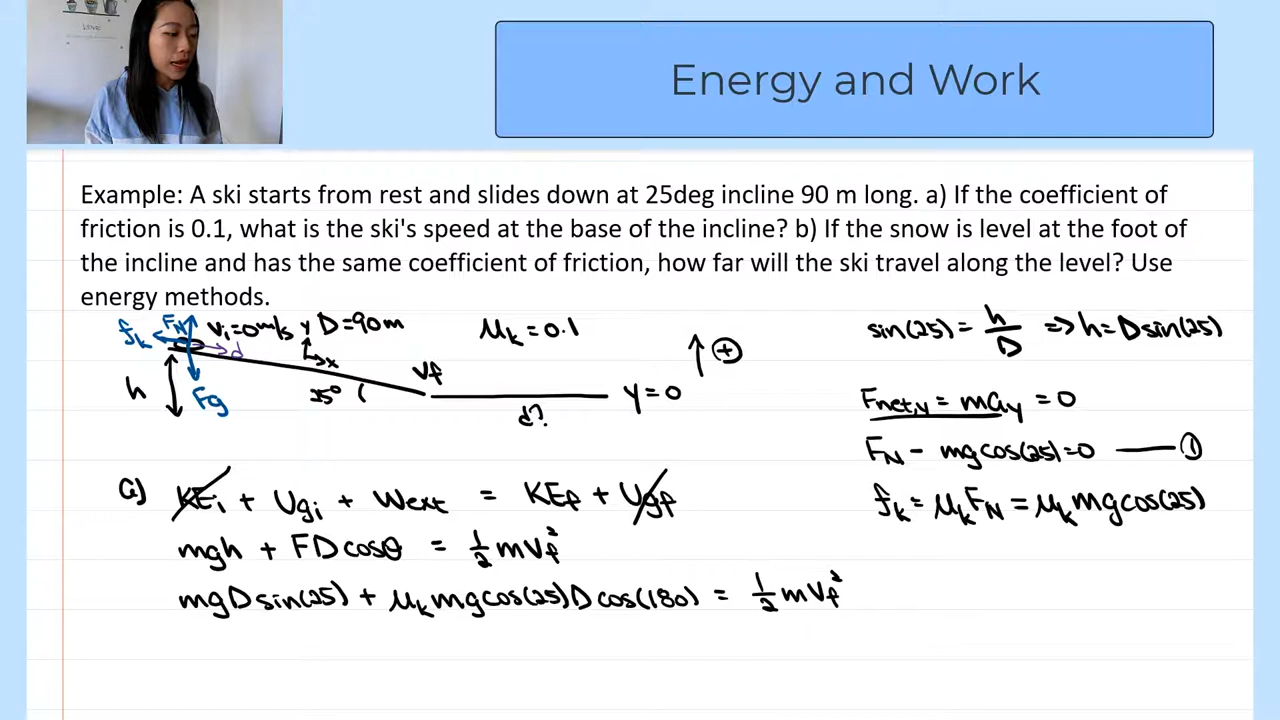 Energy and Work
Example: A ski starts from rest and slides down at 25deg incline 90 m long. a) If the coefficient of
friction is 0.1, what is the ski's speed at the base of the incline? b) If the snow is level at the foot of
the incline and has the same coefficient of friction, how far will the ski travel along the level? Use
energy methods.
fk FN vi=0m/s y D=90m μk=0.1
d x
h Fg 25° vf d? y=0 +
sin(25) = h/D => h=Dsin(25)
Fnet,y = may = 0
FN - mgcos(25)=0 —— ①
fk = μkFN = μkmgcos(25)
a) KEi + Ugi + Wext = KEf + Ugf
mgh + FDcosθ = 1/2 mvf²
mgDsin(25) + μkmgcos(25)Dcos(180) = 1/2 mvf²